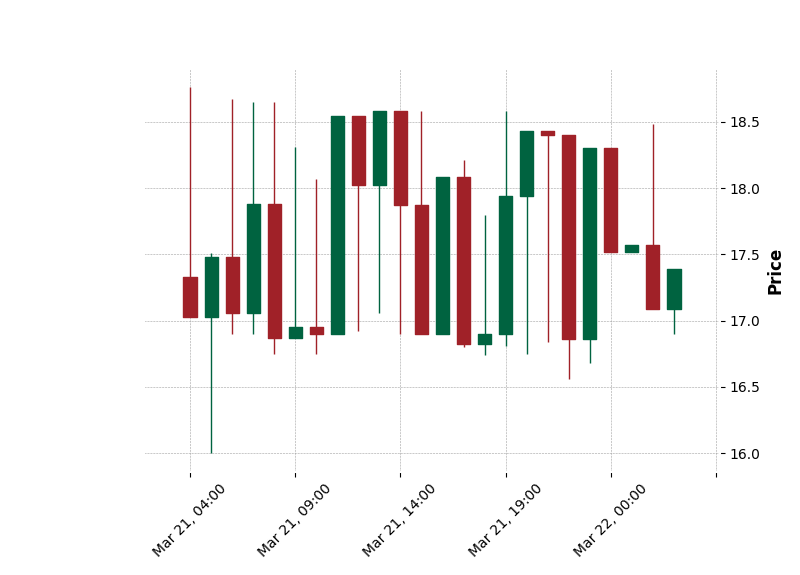 18.5
18.0
17.5
17.0
16.5
16.0
Price
Mar 21, 04:00
Mar 21, 09:00
Mar 21, 14:00
Mar 21, 19:00
Mar 22, 00:00